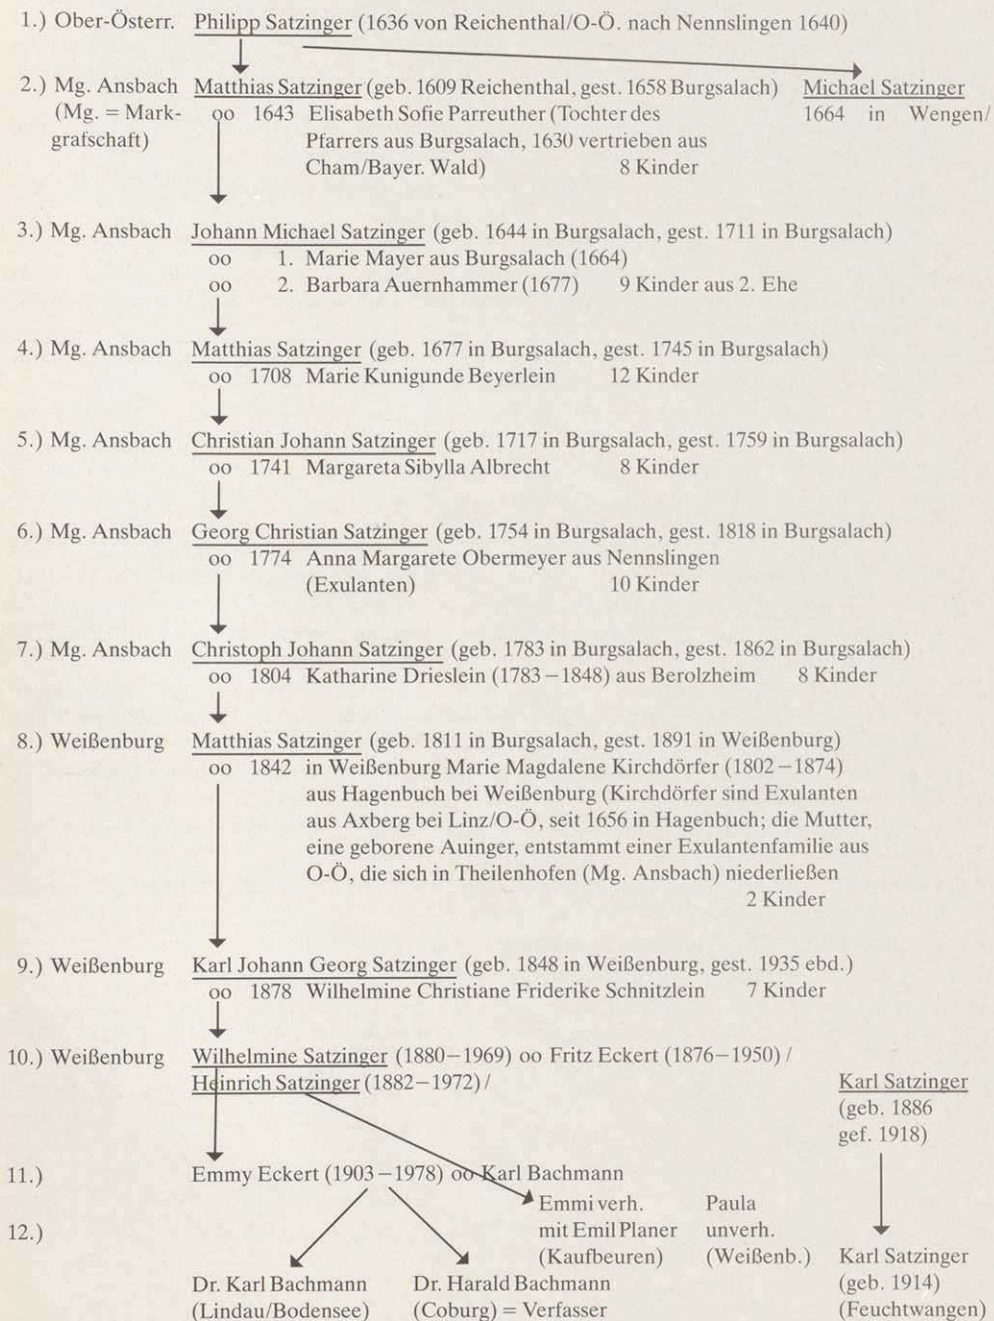 1.) Ober-Österr. Philipp Satzinger (1636 von Reichenthal/O-Ö. nach Nennslingen 1640)
2.) Mg. Ansbach Matthias Satzinger (geb. 1609 Reichenthal, gest. 1658 Burgsalach) Michael Satzinger
(Mg. = Mark- oo 1643 Elisabeth Sofie Parreuther (Tochter des 1664 in Wengen/
grafschaft) Pfarrers aus Burgsalach, 1630 vertrieben aus
Cham/Bayer. Wald) 8 Kinder
3.) Mg. Ansbach Johann Michael Satzinger (geb. 1644 in Burgsalach, gest. 1711 in Burgsalach)
oo 1. Marie Mayer aus Burgsalach (1664)
oo 2. Barbara Auernhammer (1677) 9 Kinder aus 2. Ehe
4.) Mg. Ansbach Matthias Satzinger (geb. 1677 in Burgsalach, gest. 1745 in Burgsalach)
oo 1708 Marie Kunigunde Beyerlein 12 Kinder
5.) Mg. Ansbach Christian Johann Satzinger (geb. 1717 in Burgsalach, gest. 1759 in Burgsalach)
oo 1741 Margareta Sibylla Albrecht 8 Kinder
6.) Mg. Ansbach Georg Christian Satzinger (geb. 1754 in Burgsalach, gest. 1818 in Burgsalach)
oo 1774 Anna Margarete Obermeyer aus Nennslingen
(Exulanten) 10 Kinder
7.) Mg. Ansbach Christoph Johann Satzinger (geb. 1783 in Burgsalach, gest. 1862 in Burgsalach)
oo 1804 Katharine Drieslein (1783–1848) aus Berolzheim 8 Kinder
8.) Weißenburg Matthias Satzinger (geb. 1811 in Burgsalach, gest. 1891 in Weißenburg)
oo 1842 in Weißenburg Marie Magdalene Kirchdörfer (1802–1874)
aus Hagenbuch bei Weißenburg (Kirchdörfer sind Exulanten
aus Axberg bei Linz/O-Ö, seit 1656 in Hagenbuch; die Mutter,
eine geborene Auinger, entstammt einer Exulantenfamilie aus
O-Ö, die sich in Theilenhofen (Mg. Ansbach) niederließen
2 Kinder
9.) Weißenburg Karl Johann Georg Satzinger (geb. 1848 in Weißenburg, gest. 1935 ebd.)
oo 1878 Wilhelmine Christiane Friderike Schnitzlein 7 Kinder
10.) Weißenburg Wilhelmine Satzinger (1880–1969) oo Fritz Eckert (1876–1950) /
Heinrich Satzinger (1882–1972) / Karl Satzinger
(geb. 1886
gef. 1918)
11.) Emmy Eckert (1903–1978) oo Karl Bachmann
Emmi verh. Paula
12.) mit Emil Planer unverh.
(Kaufbeuren) (Weißenb.) Karl Satzinger
Dr. Karl Bachmann Dr. Harald Bachmann (geb. 1914)
(Lindau/Bodensee) (Coburg) = Verfasser (Feuchtwangen)